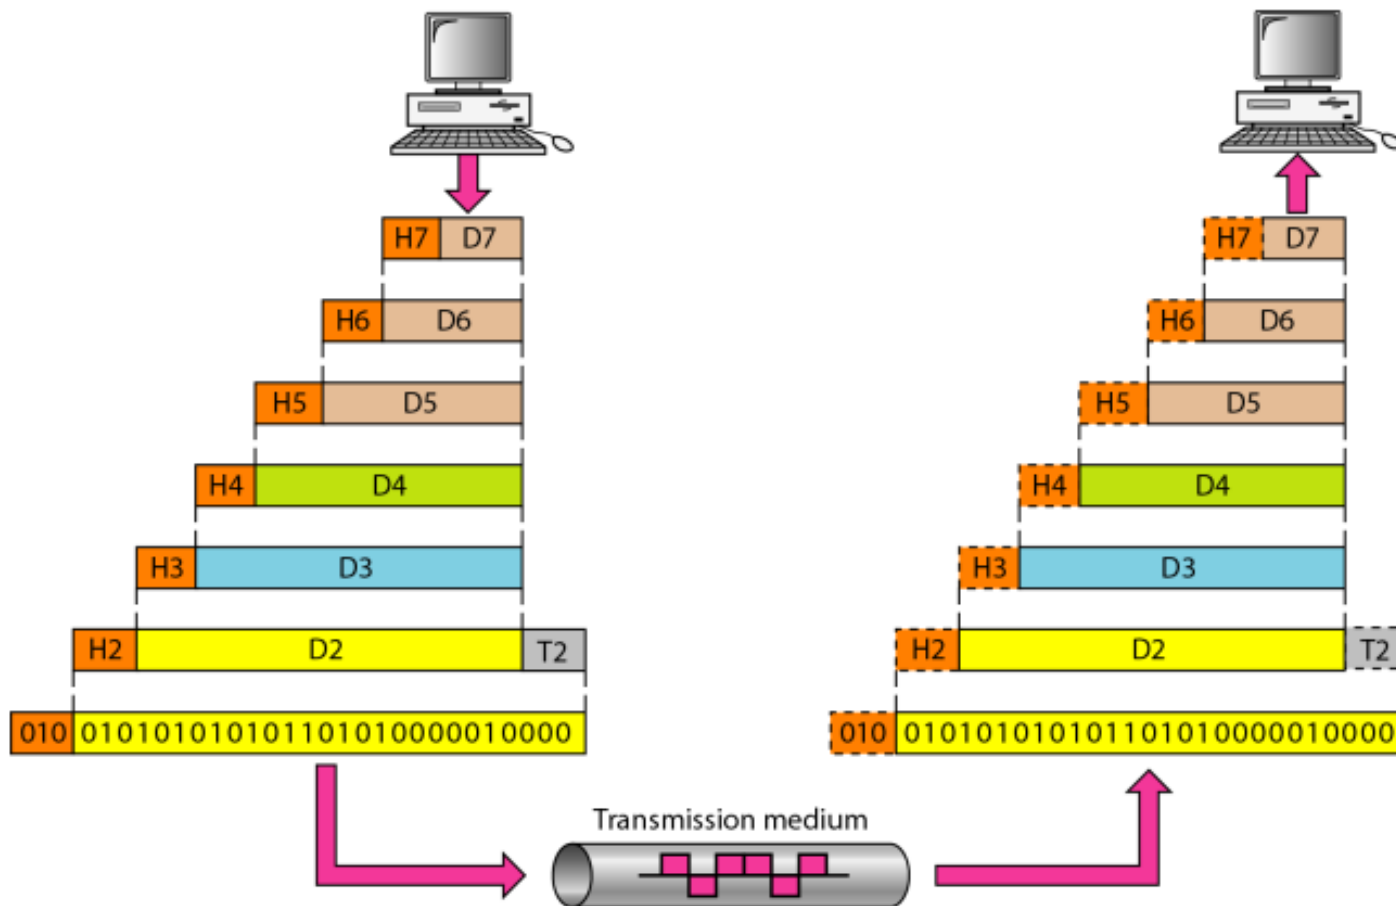 H7 D7 H7 D7
H6 D6 H6 D6
H5 D5 H5 D5
H4 D4 H4 D4
H3 D3 H3 D3
H2 D2 T2 H2 D2 T2
010 010101010101101010000010000 010 010101010101101010000010000
Transmission medium